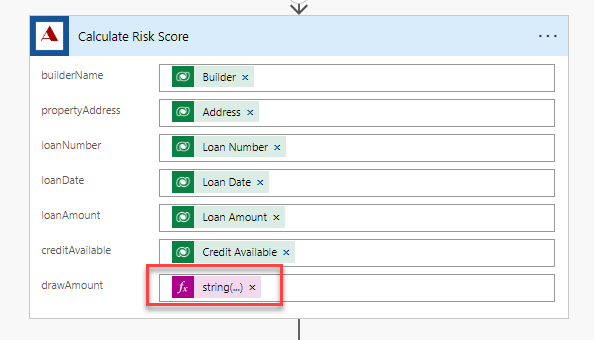 A Calculate Risk Score ...
builderName Builder ×
propertyAddress Address ×
loanNumber Loan Number ×
loanDate Loan Date ×
loanAmount Loan Amount ×
creditAvailable Credit Available ×
drawAmount fx string(...) ×